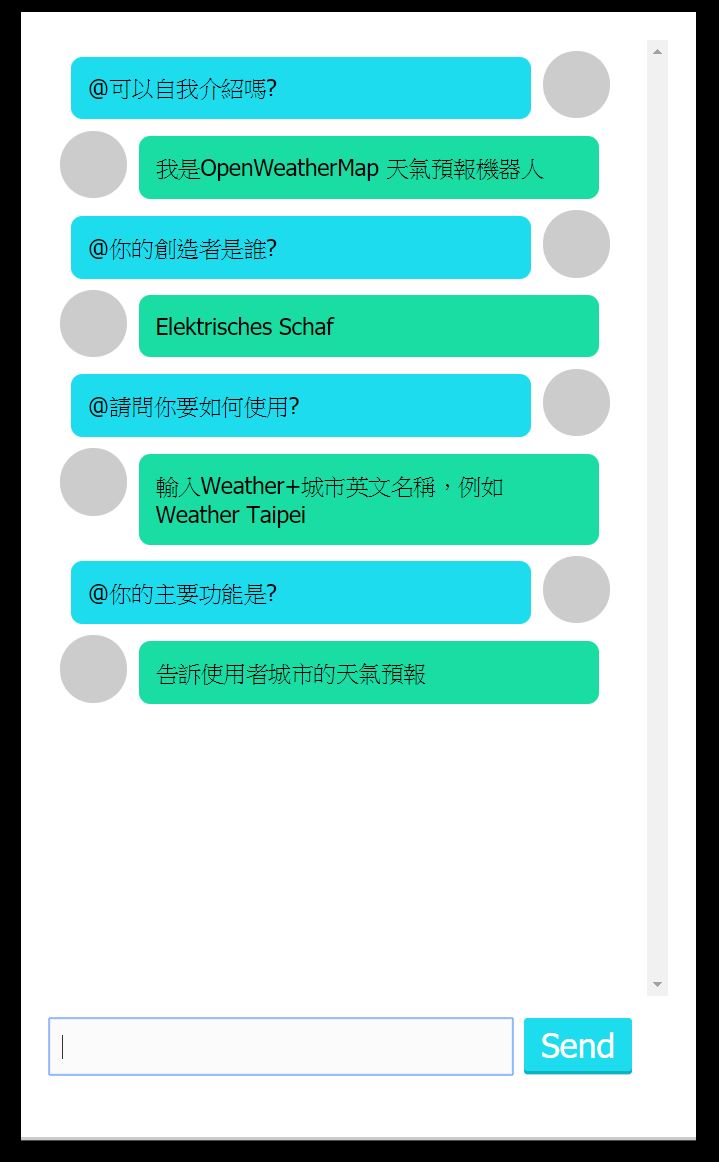 @可以自我介紹嗎?
我是OpenWeatherMap 天氣預報機器人
@你的創造者是誰?
Elektrisches Schaf
@請問你要如何使用?
輸入Weather+城市英文名稱，例如
Weather Taipei
@你的主要功能是?
告訴使用者城市的天氣預報
Send